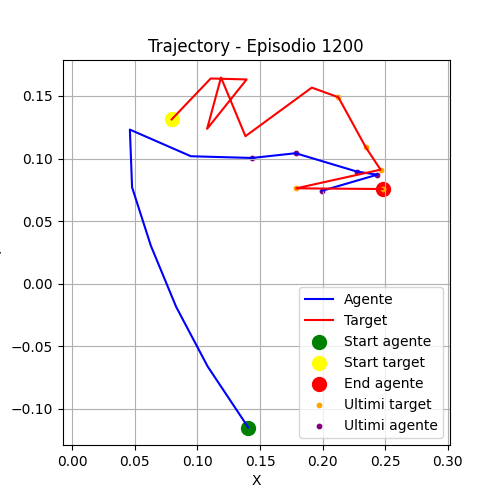 Trajectory - Episodio 1200
0.15
0.10
0.05
0.00
−0.05
−0.10
0.00 0.05 0.10 0.15 0.20 0.25 0.30
X
Agente
Target
Start agente
Start target
End agente
Ultimi target
Ultimi agente